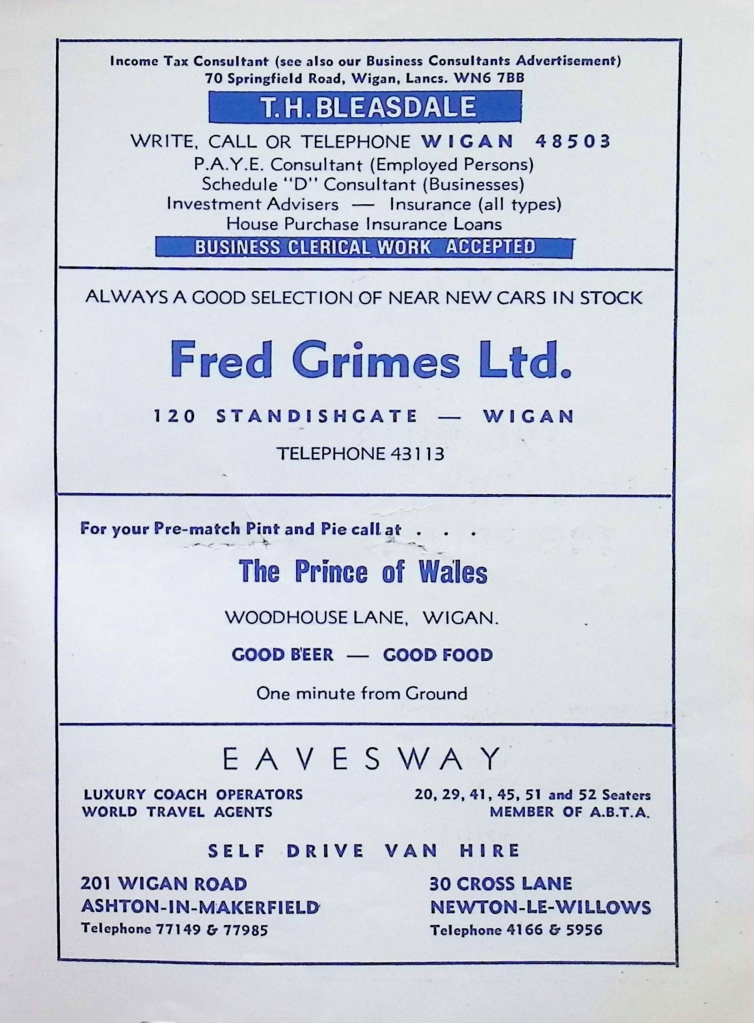 Income Tax Consultant (see also our Business Consultants Advertisement)
70 Springfield Road, Wigan, Lancs. WN6 7BB
T. H. BLEASDALE
WRITE, CALL OR TELEPHONE WIGAN 48503
P.A.Y.E. Consultant (Employed Persons)
Schedule "D" Consultant (Businesses)
Investment Advisers — Insurance (all types)
House Purchase Insurance Loans
BUSINESS CLERICAL WORK ACCEPTED
ALWAYS A GOOD SELECTION OF NEAR NEW CARS IN STOCK
Fred Grimes Ltd.
120 STANDISHGATE — WIGAN
TELEPHONE 43113
For your Pre-match Pint and Pie call at . . .
The Prince of Wales
WOODHOUSE LANE, WIGAN.
GOOD BEER — GOOD FOOD
One minute from Ground
EAVESWAY
LUXURY COACH OPERATORS 20, 29, 41, 45, 51 and 52 Seaters
WORLD TRAVEL AGENTS MEMBER OF A.B.T.A.
SELF DRIVE VAN HIRE
201 WIGAN ROAD 30 CROSS LANE
ASHTON-IN-MAKERFIELD NEWTON-LE-WILLOWS
Telephone 77149 & 77985 Telephone 4166 & 5956